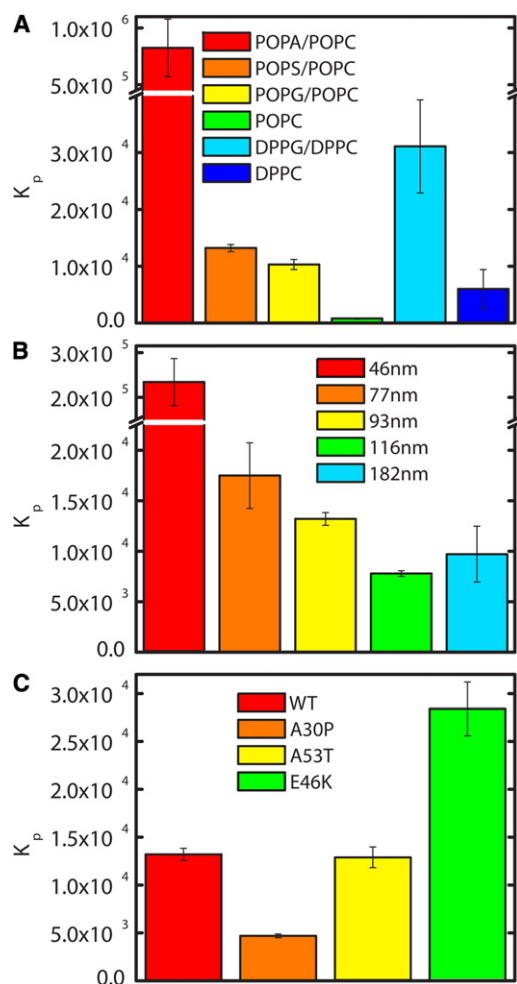 A
1.0x10 6
5.0x10 5
3.0x10 4
2.0x10 4
1.0x10 4
0.0
K p
POPA/POPC
POPS/POPC
POPG/POPC
POPC
DPPG/DPPC
DPPC
B
3.0x10 5
2.0x10 5
2.0x10 4
1.5x10 4
1.0x10 4
5.0x10 3
0.0
K p
46nm
77nm
93nm
116nm
182nm
C
3.0x10 4
2.5x10 4
2.0x10 4
1.5x10 4
1.0x10 4
5.0x10 3
0.0
K p
WT
A30P
A53T
E46K